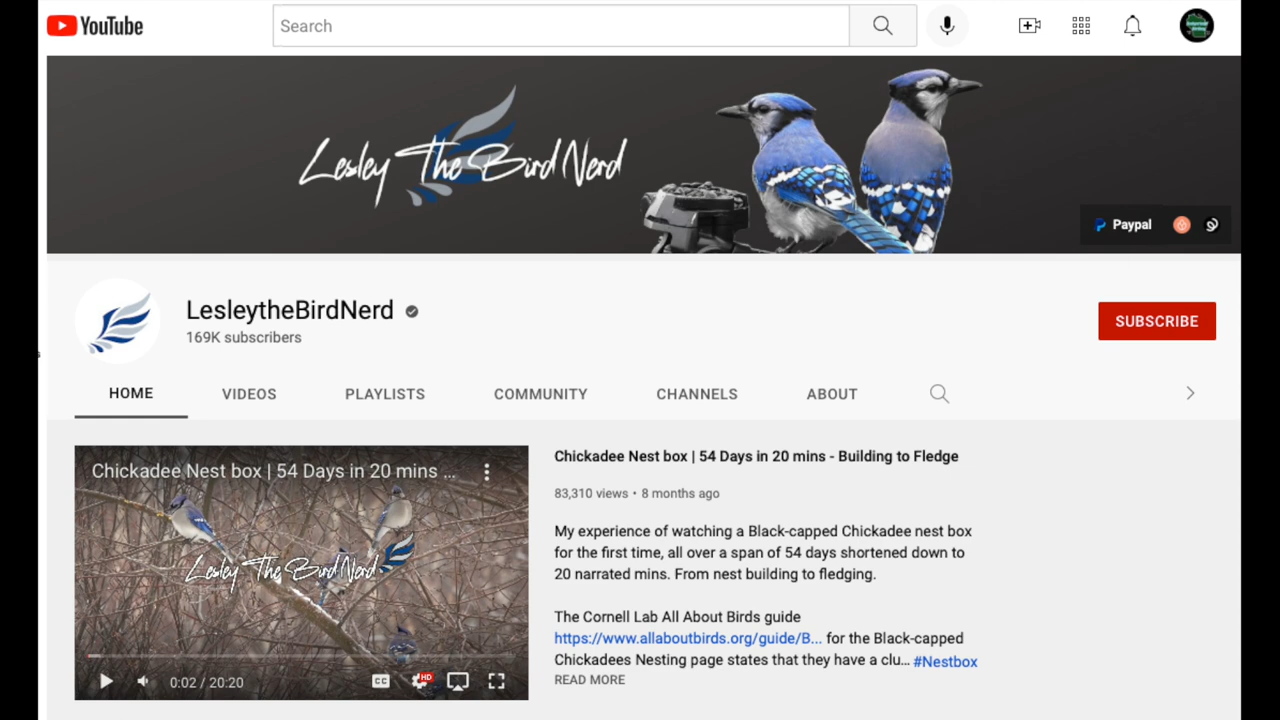 YouTube
Search
Lesley The Bird Nerd
Paypal
LesleytheBirdNerd
169K subscribers
SUBSCRIBE
HOME VIDEOS PLAYLISTS COMMUNITY CHANNELS ABOUT
Chickadee Nest box | 54 Days in 20 mins ...
Lesley The Bird Nerd
0:02 / 20:20
CC
HD
Chickadee Nest box | 54 Days in 20 mins - Building to Fledge
83,310 views • 8 months ago
My experience of watching a Black-capped Chickadee nest box
for the first time, all over a span of 54 days shortened down to
20 narrated mins. From nest building to fledging.
The Cornell Lab All About Birds guide
https://www.allaboutbirds.org/guide/B... for the Black-capped
Chickadees Nesting page states that they have a clu... #Nestbox
READ MORE